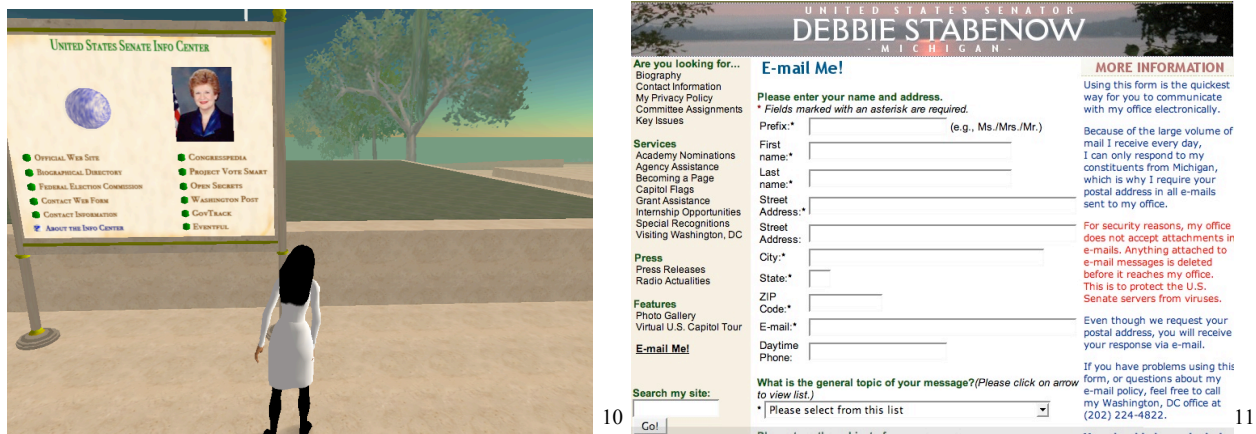 UNITED STATES SENATE INFO CENTER
OFFICIAL WEB SITE
BIOGRAPHICAL DIRECTORY
FEDERAL ELECTION COMMISSION
CONTACT WEB FORM
CONTACT INFORMATION
ABOUT THE INFO CENTER
CONGRESSPEDIA
PROJECT VOTE SMART
OPEN SECRETS
WASHINGTON POST
GOVTRACK
EVENTFUL
10
UNITED STATES SENATOR
DEBBIE STABENOW
- MICHIGAN -
Are you looking for...
Biography
Contact Information
My Privacy Policy
Committee Assignments
Key Issues
Services
Academy Nominations
Agency Assistance
Becoming a Page
Capitol Flags
Grant Assistance
Internship Opportunities
Special Recognitions
Visiting Washington, DC
Press
Press Releases
Radio Actualities
Features
Photo Gallery
Virtual U.S. Capitol Tour
E-mail Me!
Search my site:
Go!
E-mail Me!
Please enter your name and address.
* Fields marked with an asterisk are required.
Prefix:* (e.g., Ms./Mrs./Mr.)
First
name:*
Last
name:*
Street
Address:*
Street
Address:
City:*
State:*
ZIP
Code:*
E-mail:*
Daytime
Phone:
What is the general topic of your message?(Please click on arrow
to view list.)
* Please select from this list
MORE INFORMATION
Using this form is the quickest
way for you to communicate
with my office electronically.
Because of the large volume of
mail I receive every day,
I can only respond to my
constituents from Michigan,
which is why I require your
postal address in all e-mails
sent to my office.
For security reasons, my office
does not accept attachments in
e-mails. Anything attached to
e-mail messages is deleted
before it reaches my office.
This is to protect the U.S.
Senate servers from viruses.
Even though we request your
postal address, you will receive
your response via e-mail.
If you have problems using this
form, or questions about my
e-mail policy, feel free to call
my Washington, DC office at
(202) 224-4822.
11